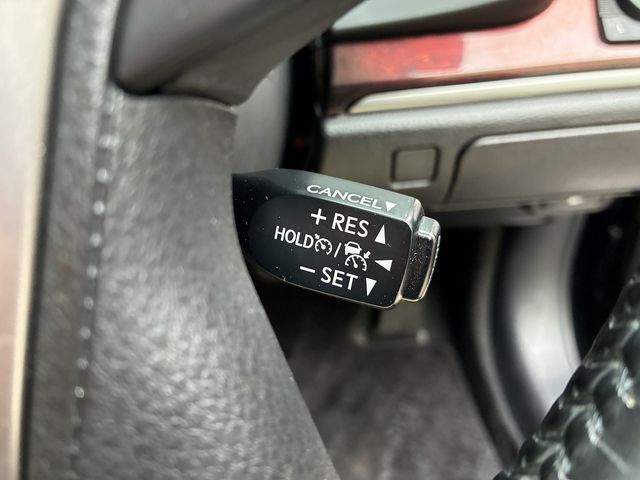 CANCEL▼
+ RES ▲
HOLD / ◀
− SET ▼